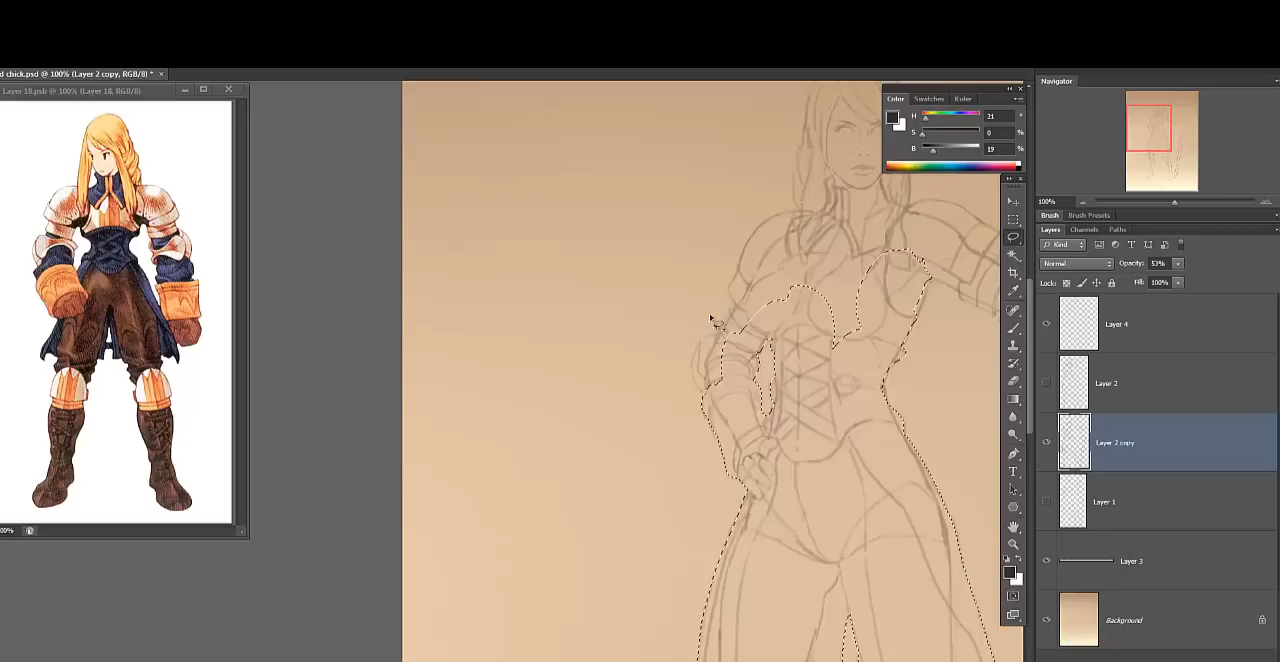 d chick.psd @ 100% (Layer 2 copy, RGB/8) * ×
Layer 18.psb @ 100% (Layer 18, RGB/8)
Color Swatches Kuler
H 21 °
S 0 %
B 19 %
Navigator
100%
Brush Brush Presets
Layers Channels Paths
Kind
Normal Opacity: 53%
Lock: Fill: 100%
Layer 4
Layer 2
Layer 2 copy
Layer 1
Layer 3
Background
00%